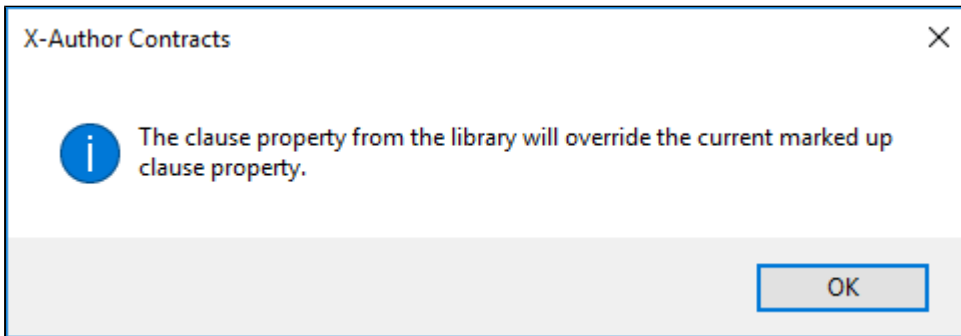 X-Author Contracts
The clause property from the library will override the current marked up
clause property.
OK